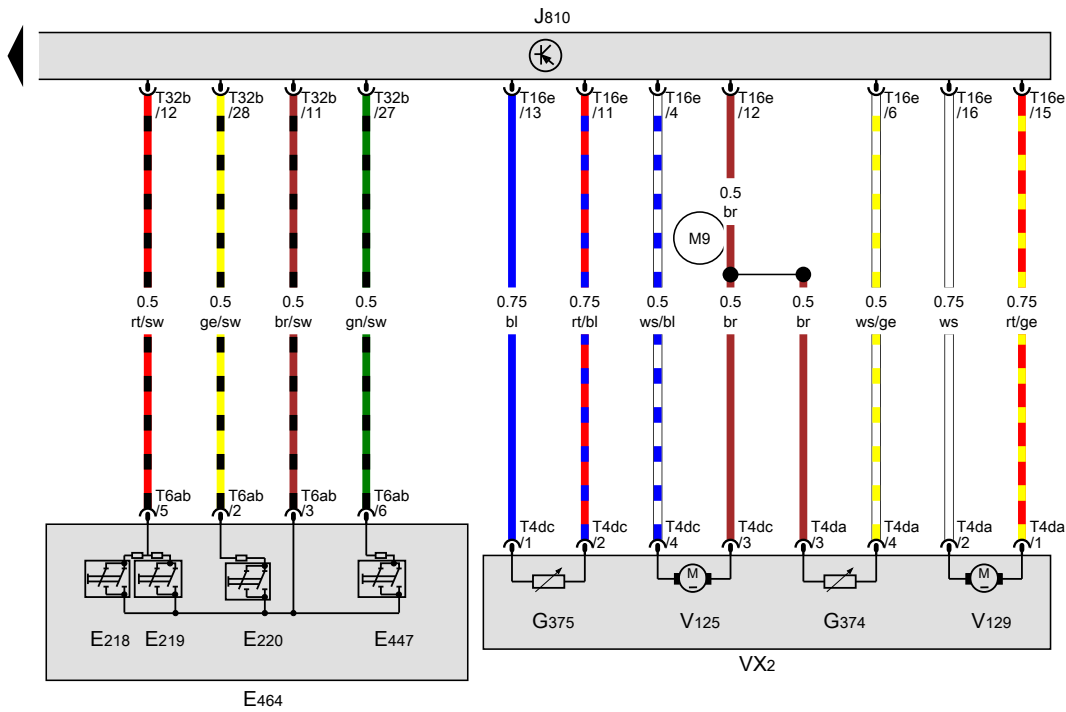 J810
T32b
/12
T32b
/28
T32b
/11
T32b
/27
T16e
/13
T16e
/11
T16e
/4
T16e
/12
T16e
/6
T16e
/16
T16e
/15
0.5
br
M9
0.5
rt/sw
0.5
ge/sw
0.5
br/sw
0.5
gn/sw
0.75
bl
0.75
rt/bl
0.5
ws/bl
0.5
br
0.5
br
0.5
ws/ge
0.75
ws
0.75
rt/ge
T6ab
/5
T6ab
/2
T6ab
/3
T6ab
/6
T4dc
/1
T4dc
/2
T4dc
/4
T4dc
/3
T4da
/3
T4da
/4
T4da
/2
T4da
/1
M
M
E218
E219
E220
E447
G375
V125
G374
V129
E464
VX2